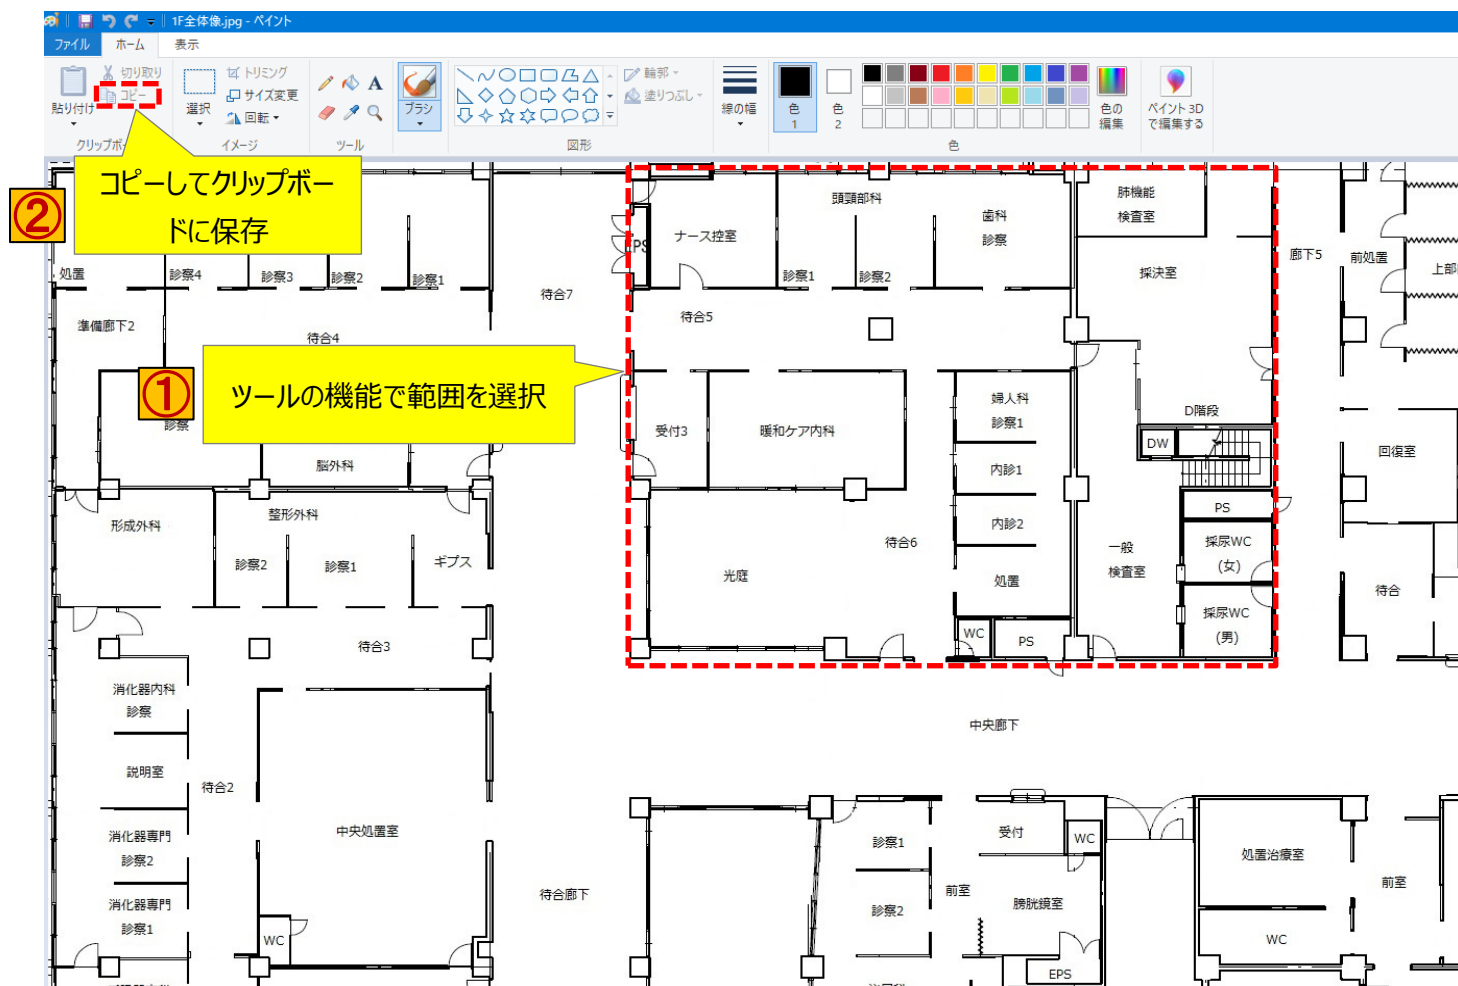 1F全体像.jpg - ペイント
ファイル ホーム 表示
貼り付け
切り取り
コピー
クリップボ
選択
トリミング
サイズ変更
回転
イメージ
A
ツール
ブラシ
輪郭
塗りつぶし
図形
線の幅
色
1
色
2
色の
編集
色
ペイント 3D
で編集する
②
コピーしてクリップボー
ドに保存
①
ツールの機能で範囲を選択
処置
診察4
診察3
診察2
診察1
待合7
準備廊下2
待合4
診察
脳外科
EPS
ナース控室
頭頸部科
診察1
診察2
歯科
診察
肺機能
検査室
採決室
廊下5
前処置
上部
待合5
受付3
暖和ケア内科
婦人科
診察1
内診1
内診2
処置
D階段
DW
PS
採尿WC
(女)
採尿WC
(男)
一般
検査室
回復室
待合
待合6
光庭
WC
PS
形成外科
整形外科
診察2
診察1
ギプス
待合3
消化器内科
診察
説明室
待合2
消化器専門
診察2
消化器専門
診察1
中央処置室
WC
中央廊下
待合廊下
診察1
診察2
前室
受付
WC
膀胱鏡室
EPS
処置治療室
前室
WC